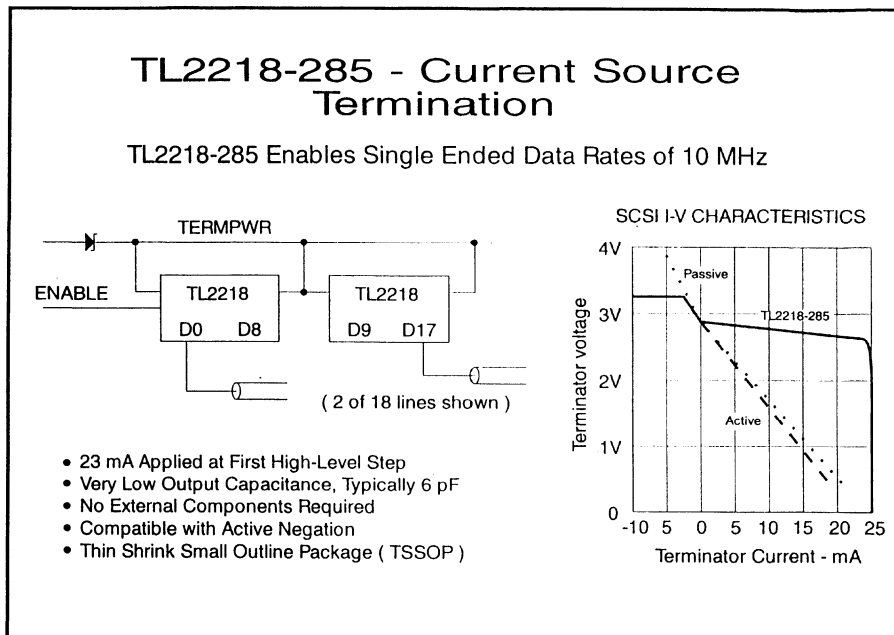 TL2218-285 - Current Source
Termination
TL2218-285 Enables Single Ended Data Rates of 10 MHz
TERMPWR
ENABLE
TL2218
D0 D8
TL2218
D9 D17
( 2 of 18 lines shown )
• 23 mA Applied at First High-Level Step
• Very Low Output Capacitance, Typically 6 pF
• No External Components Required
• Compatible with Active Negation
• Thin Shrink Small Outline Package ( TSSOP )
SCSI I-V CHARACTERISTICS
Terminator voltage
4V
3V
2V
1V
0
Passive
TL2218-285
Active
-10 5 0 5 10 15 20 25
Terminator Current - mA